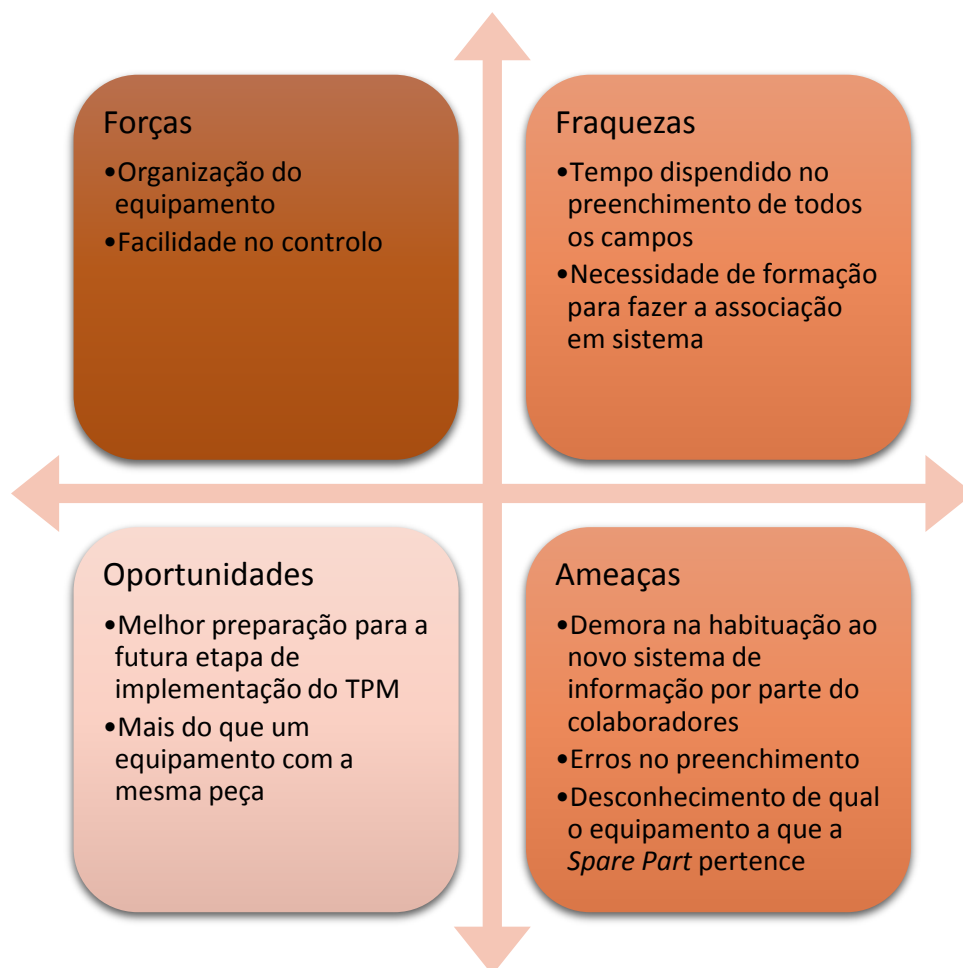 Forças
•Organização do
equipamento
•Facilidade no controlo
Fraquezas
•Tempo dispendido no
preenchimento de todos
os campos
•Necessidade de formação
para fazer a associação
em sistema
Oportunidades
•Melhor preparação para a
futura etapa de
implementação do TPM
•Mais do que um
equipamento com a
mesma peça
Ameaças
•Demora na habituação ao
novo sistema de
informação por parte do
colaboradores
•Erros no preenchimento
•Desconhecimento de qual
o equipamento a que a
Spare Part pertence